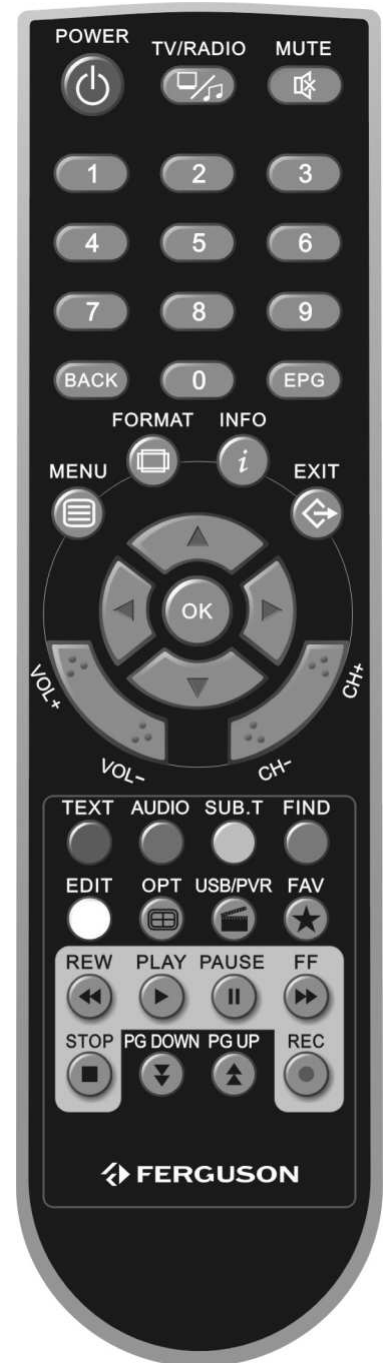 POWER TV/RADIO MUTE
1 2 3
4 5 6
7 8 9
BACK 0 EPG
FORMAT INFO
MENU EXIT
OK
VOL+ CH+
VOL- CH-
TEXT AUDIO SUB.T FIND
EDIT OPT USB/PVR FAV
REW PLAY PAUSE FF
STOP PG DOWN PG UP REC
FERGUSON